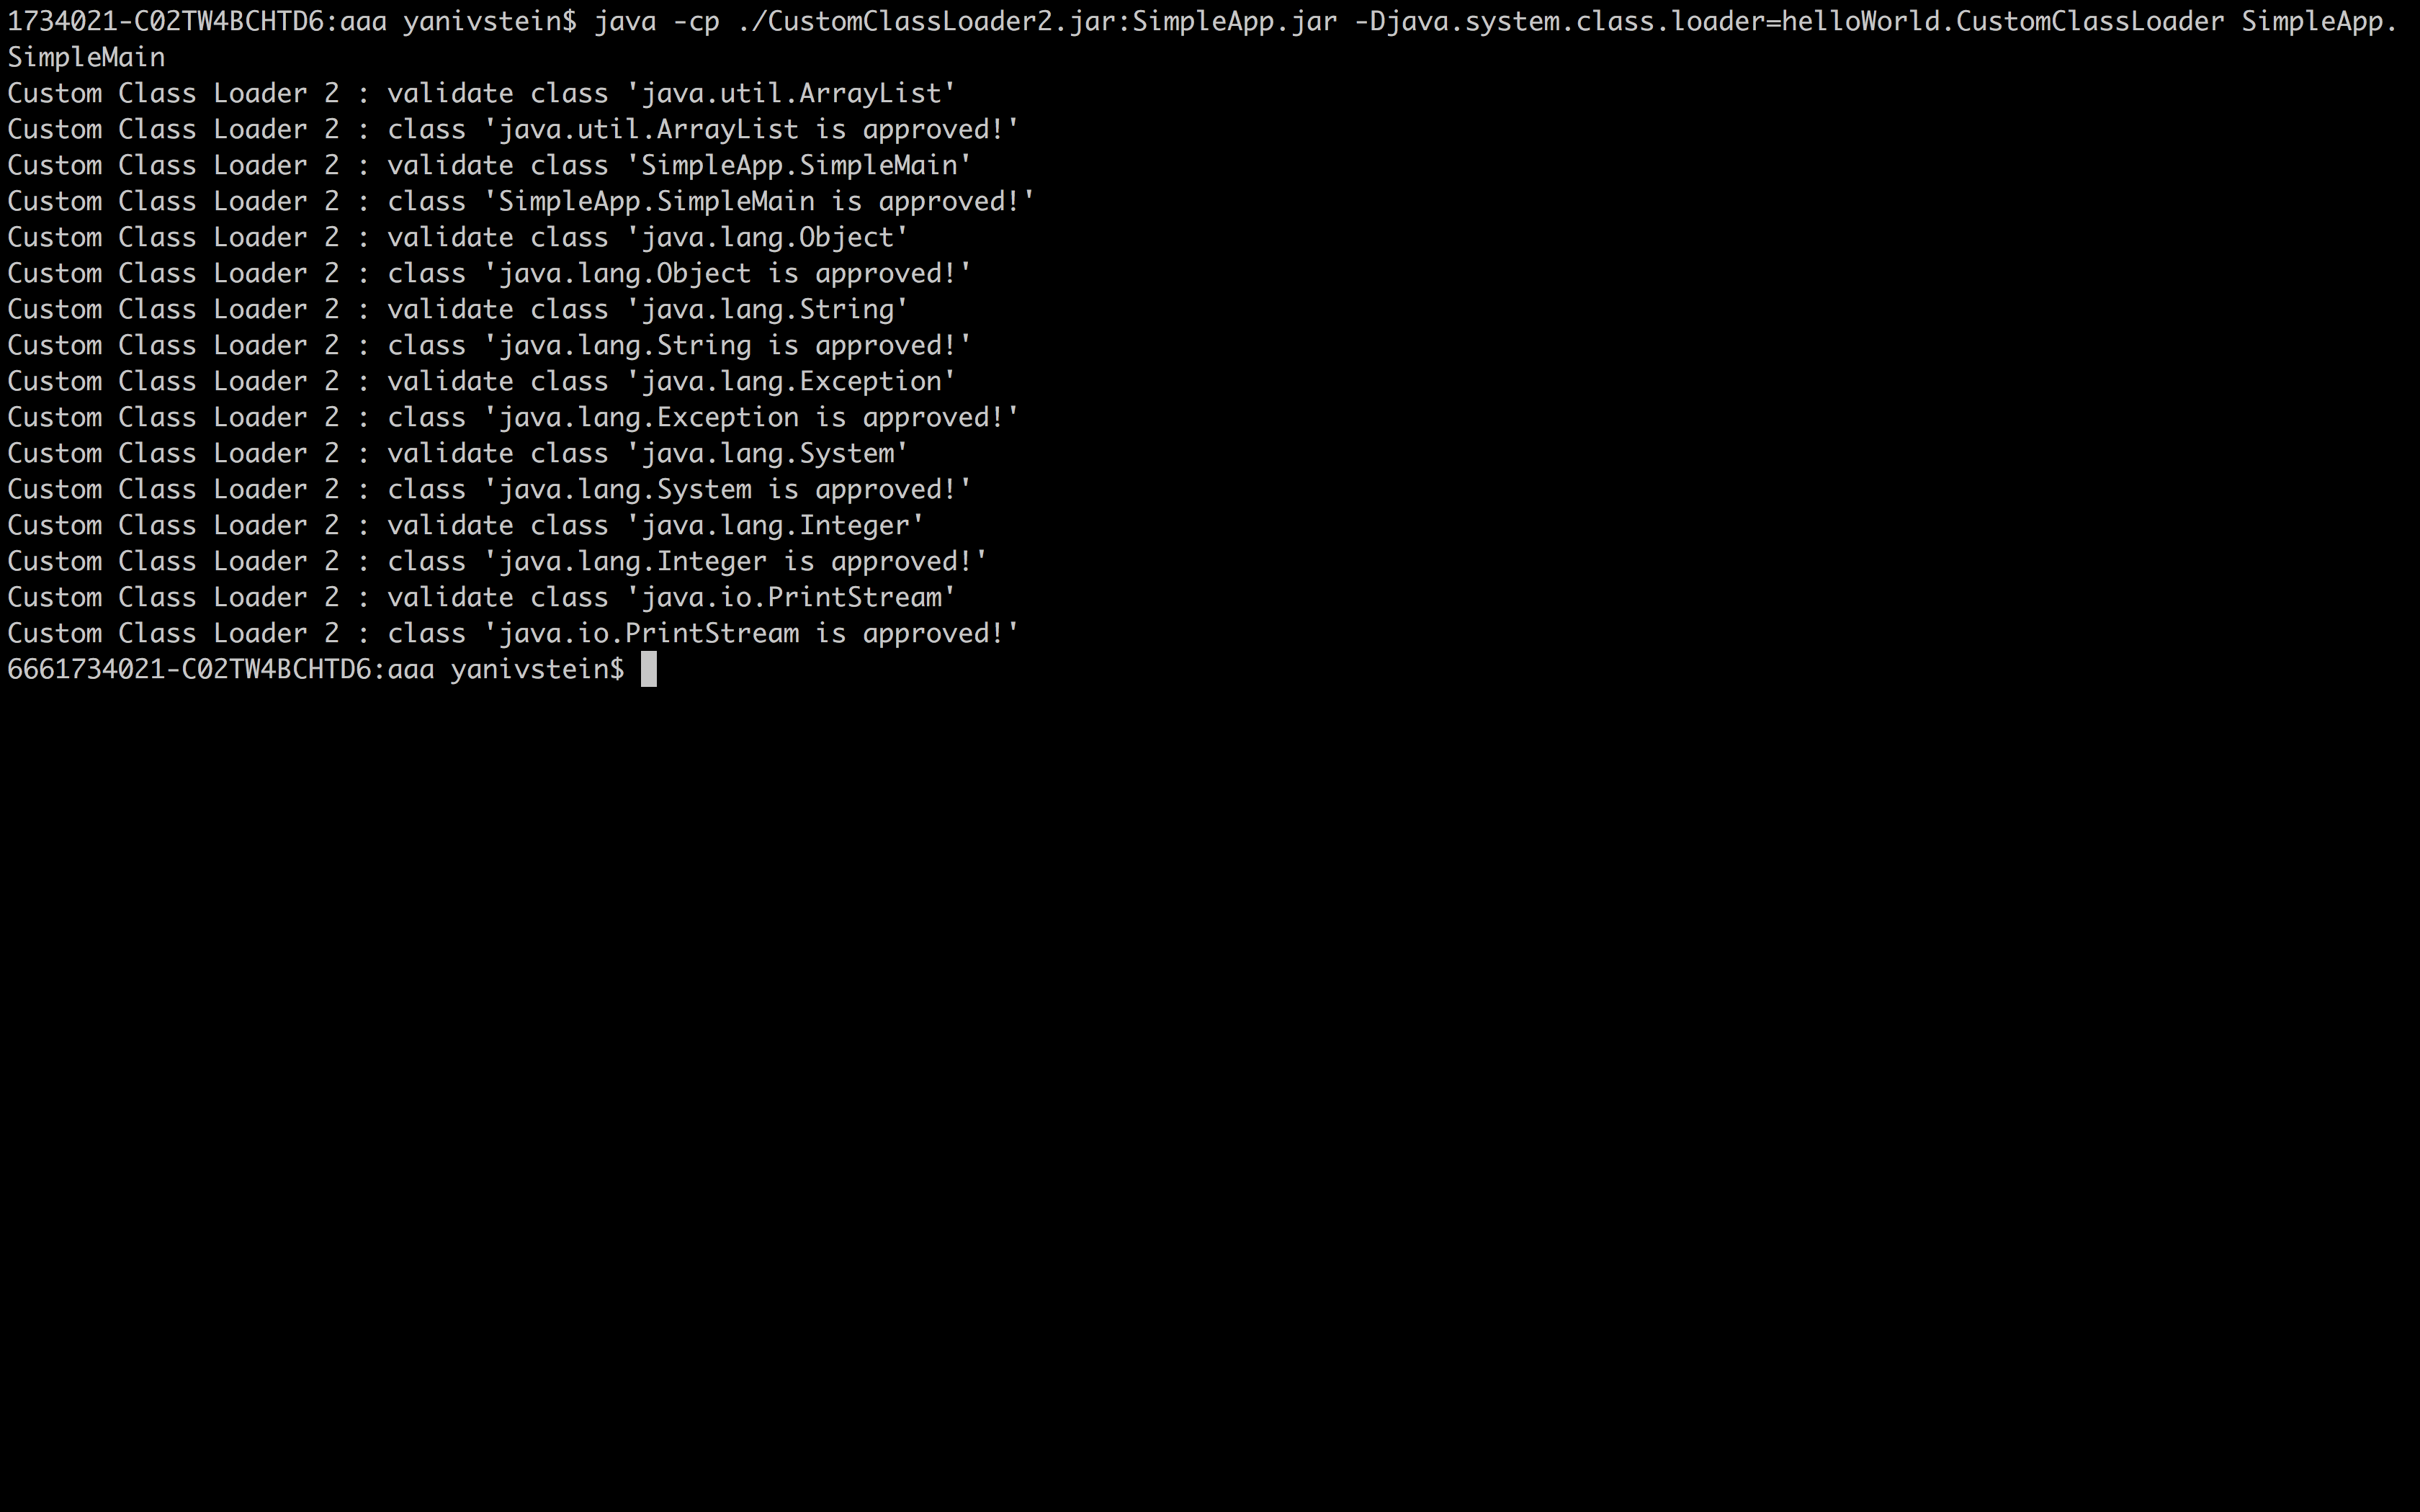 1734021-C02TW4BCHTD6:aaa yanivstein$ java -cp ./CustomClassLoader2.jar:SimpleApp.jar -Djava.system.class.loader=helloWorld.CustomClassLoader SimpleApp.
SimpleMain
Custom Class Loader 2 : validate class 'java.util.ArrayList'
Custom Class Loader 2 : class 'java.util.ArrayList is approved!'
Custom Class Loader 2 : validate class 'SimpleApp.SimpleMain'
Custom Class Loader 2 : class 'SimpleApp.SimpleMain is approved!'
Custom Class Loader 2 : validate class 'java.lang.Object'
Custom Class Loader 2 : class 'java.lang.Object is approved!'
Custom Class Loader 2 : validate class 'java.lang.String'
Custom Class Loader 2 : class 'java.lang.String is approved!'
Custom Class Loader 2 : validate class 'java.lang.Exception'
Custom Class Loader 2 : class 'java.lang.Exception is approved!'
Custom Class Loader 2 : validate class 'java.lang.System'
Custom Class Loader 2 : class 'java.lang.System is approved!'
Custom Class Loader 2 : validate class 'java.lang.Integer'
Custom Class Loader 2 : class 'java.lang.Integer is approved!'
Custom Class Loader 2 : validate class 'java.io.PrintStream'
Custom Class Loader 2 : class 'java.io.PrintStream is approved!'
6661734021-C02TW4BCHTD6:aaa yanivstein$